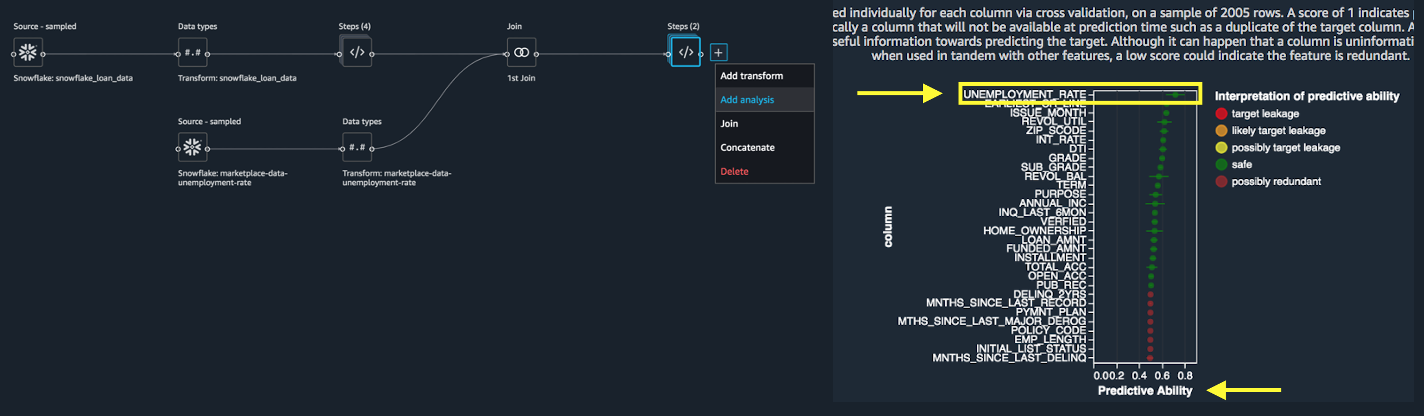 Source - sampled
Data types
Steps (4)
Join
Steps (2)
#.#
</>
</>
+
Snowflake: snowflake_loan_data
Transform: snowflake_loan_data
1st Join
Add transform
Add analysis
Join
Concatenate
Delete
Source - sampled
Data types
#.#
Snowflake: marketplace-data-
unemployment-rate
Transform: marketplace-data-
unemployment-rate
ed individually for each column via cross validation, on a sample of 2005 rows. A score of 1 indicates
cally a column that will not be available at prediction time such as a duplicate of the target column. A
seful information towards predicting the target. Although it can happen that a column is uninformati
when used in tandem with other features, a low score could indicate the feature is redundant.
UNEMPLOYMENT_RATE
EARLIEST_CR_LINE
ISSUE_MONTH
REVOL_UTIL
ZIP_SCODE
INT_RATE
DTI
GRADE
SUB_GRADE
REVOL_BAL
TERM
PURPOSE
ANNUAL_INC
INQ_LAST_6MON
VERFIED
HOME_OWNERSHIP
LOAN_AMNT
FUNDED_AMNT
INSTALLMENT
TOTAL_ACC
OPEN_ACC
PUB_REC
DELINQ_2YRS
MNTHS_SINCE_LAST_RECORD
PYMNT_PLAN
MTHS_SINCE_LAST_MAJOR_DEROG
POLICY_CODE
EMP_LENGTH
INITIAL_LIST_STATUS
MNTHS_SINCE_LAST_DELINQ
column
0.0 0.2 0.4 0.6 0.8
Predictive Ability
Interpretation of predictive ability
target leakage
likely target leakage
possibly target leakage
safe
possibly redundant